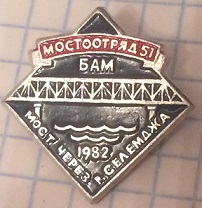 МОСТООТРЯД 51
БАМ
1982
МОСТ ЧЕРЕЗ Р. СЕЛЕМДЖА